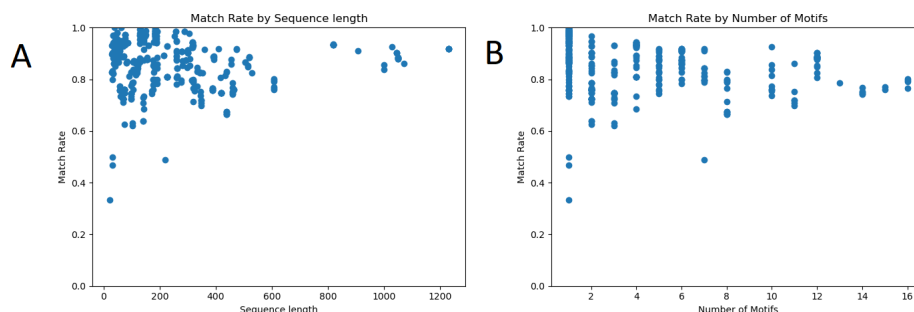 A
Match Rate by Sequence length
Match Rate
1.0
0.8
0.6
0.4
0.2
0.0
0 200 400 600 800 1000 1200
Sequence length
B
Match Rate by Number of Motifs
Match Rate
1.0
0.8
0.6
0.4
0.2
0.0
2 4 6 8 10 12 14 16
Number of Motifs